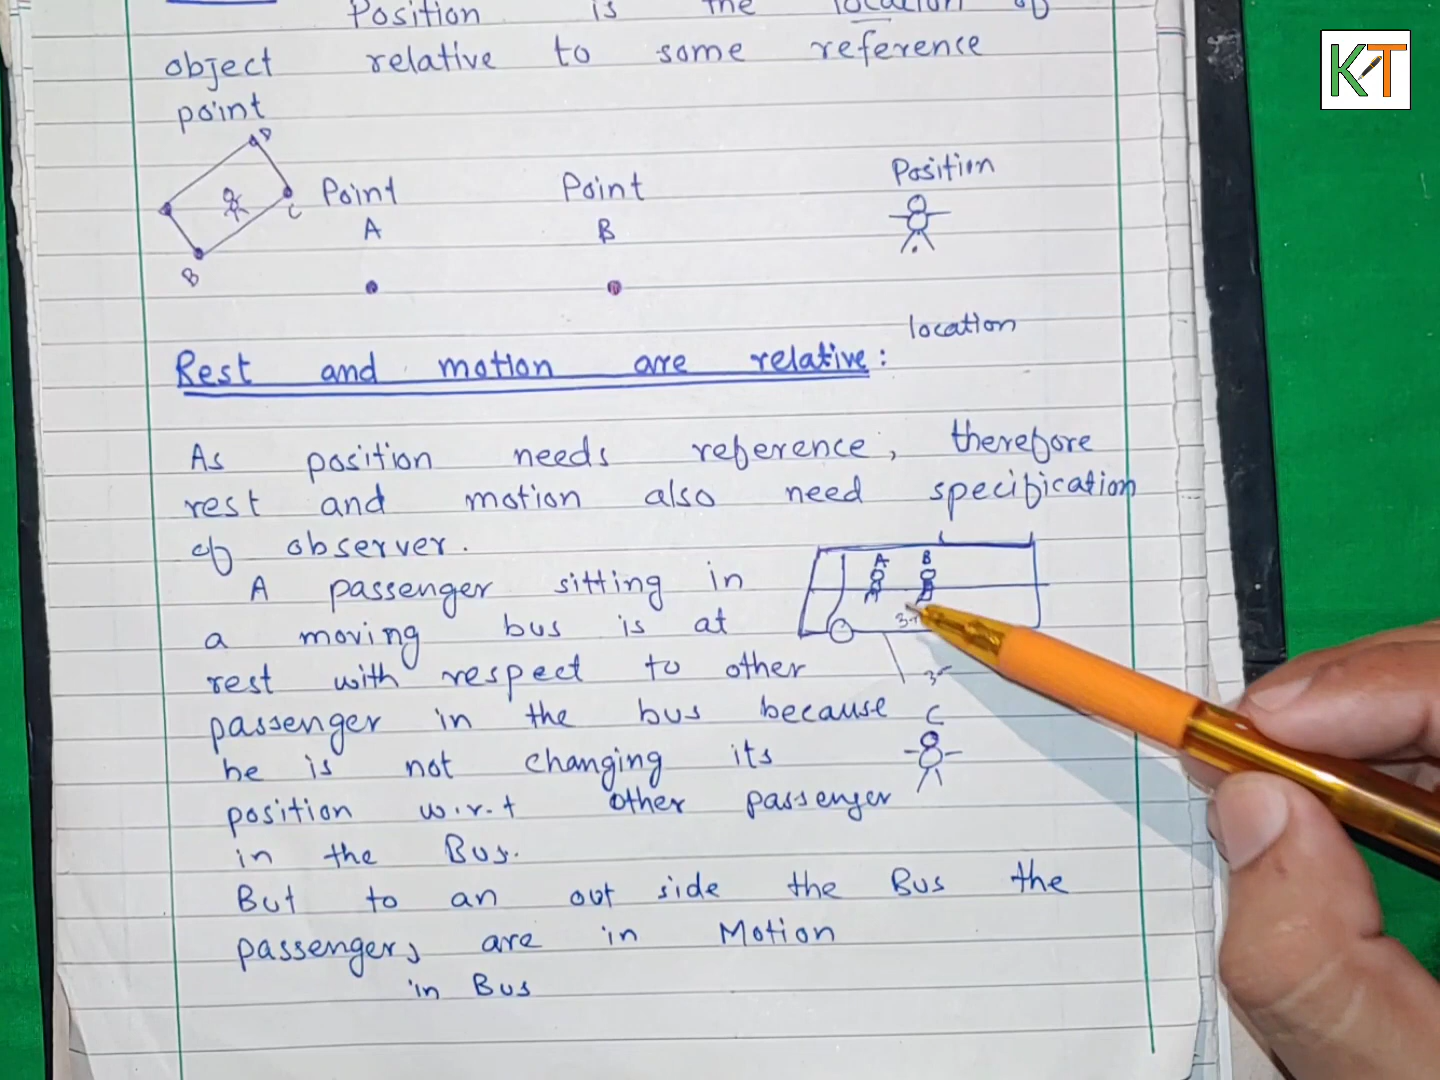 Position is the location of
object relative to some reference
point
D
C
B
Point Point Position
A B
location
Rest and motion are relative:
As position needs reference, therefore
rest and motion also need specification
of observer.
A B
A passenger sitting in
a moving bus is at
rest with respect to other
passenger in the bus because
C
he is not changing its
position w.r.t other passenger
in the Bus.
But to an out side the Bus the
passengers are in Motion
in Bus
KT